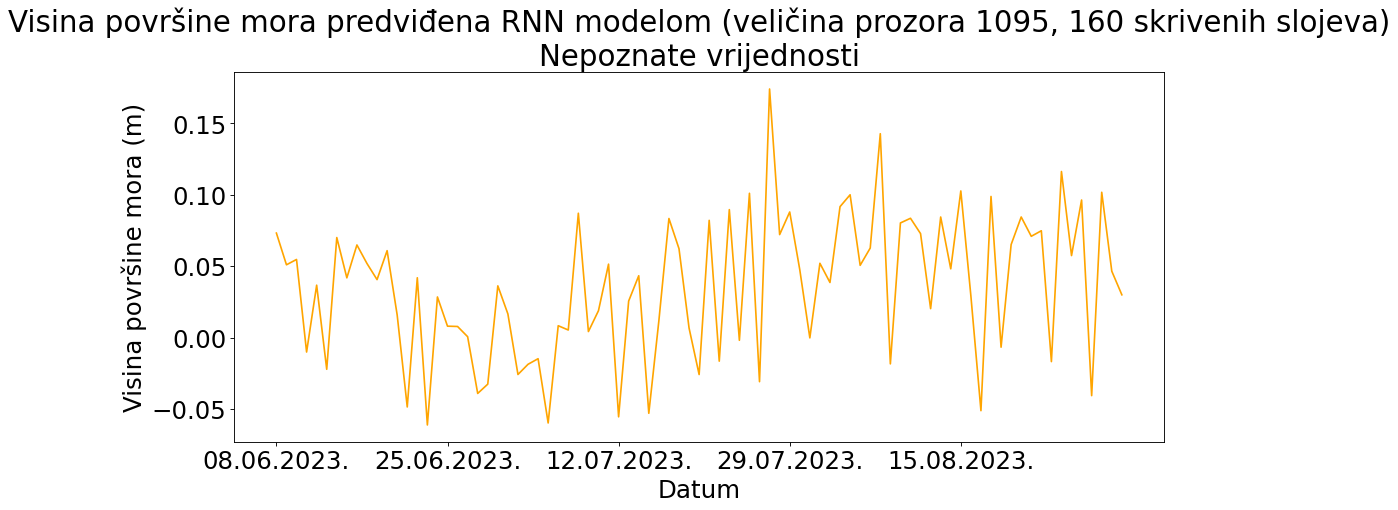 Visina površine mora predviđena RNN modelom (veličina prozora 1095, 160 skrivenih slojeva)
Nepoznate vrijednosti
Visina površine mora (m)
0.15
0.10
0.05
0.00
−0.05
08.06.2023. 25.06.2023. 12.07.2023. 29.07.2023. 15.08.2023.
Datum